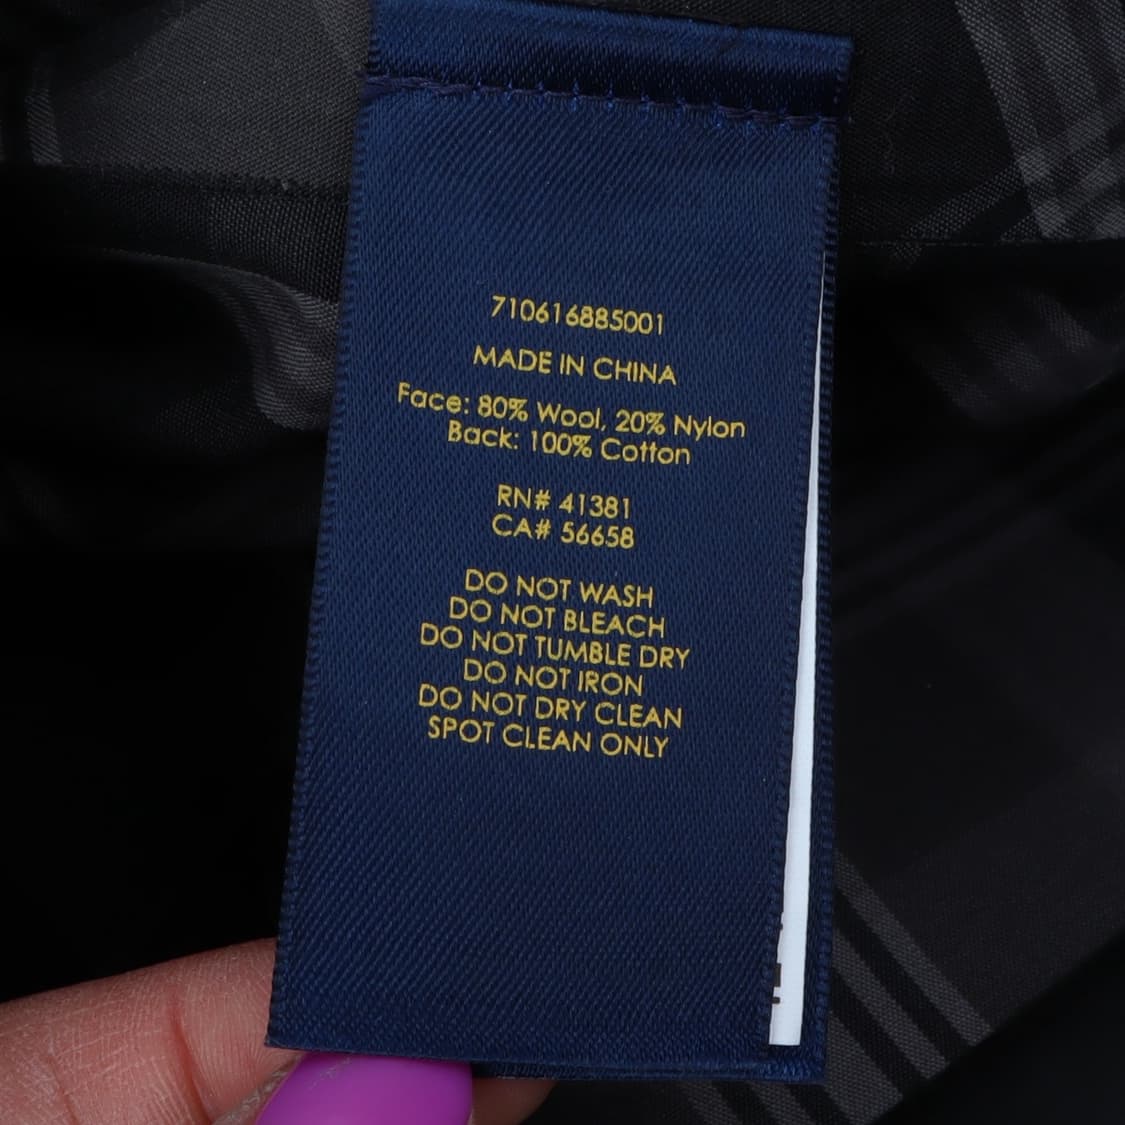 710616885001
MADE IN CHINA
Face: 80% Wool, 20% Nylon
Back: 100% Cotton
RN# 41381
CA# 56658
DO NOT WASH
DO NOT BLEACH
DO NOT TUMBLE DRY
DO NOT IRON
DO NOT DRY CLEAN
SPOT CLEAN ONLY